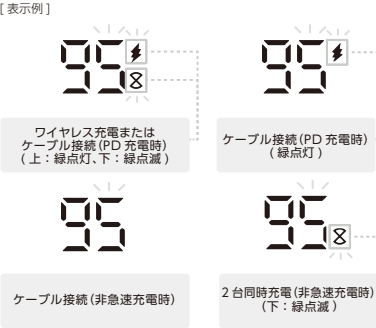 [ 表示例 ]
95
95
ワイヤレス充電または
ケーブル接続(PD 充電時)
( 上：緑点灯、下：緑点滅 )
ケーブル接続(PD 充電時)
( 緑点灯 )
95
95
ケーブル接続(非急速充電時)
2 台同時充電(非急速充電時)
(下：緑点滅 )